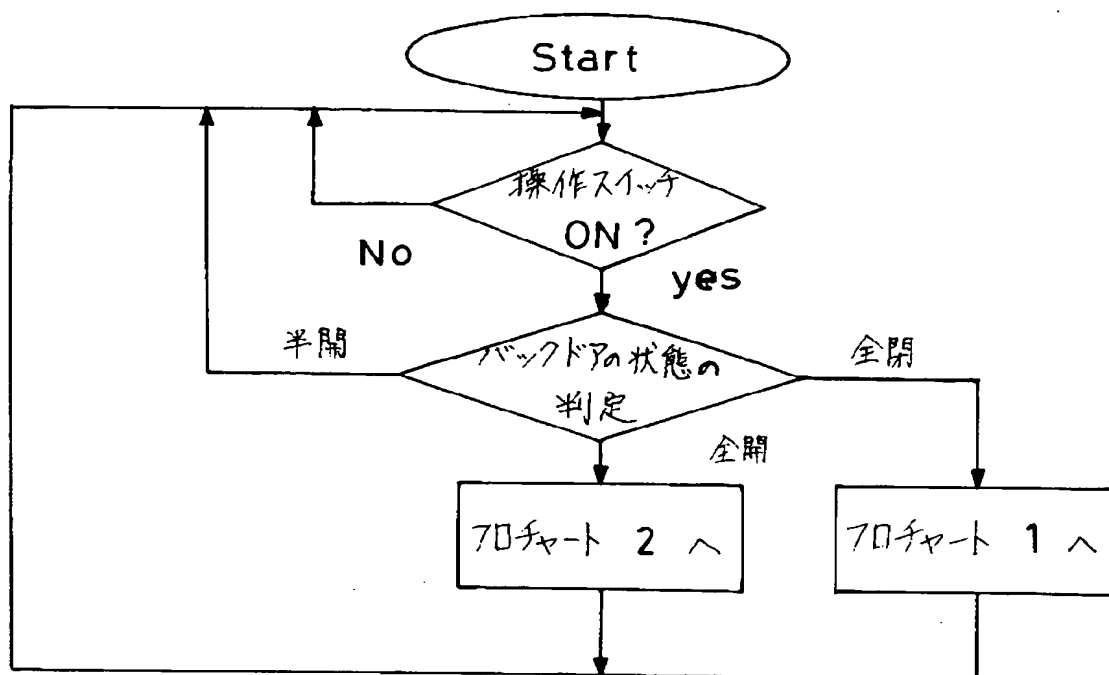 Start
操作スイッチ
ON ?
No
yes
半開
バックドアの状態の
判定
全閉
全開
フロチャート 2 へ
フロチャート 1 へ